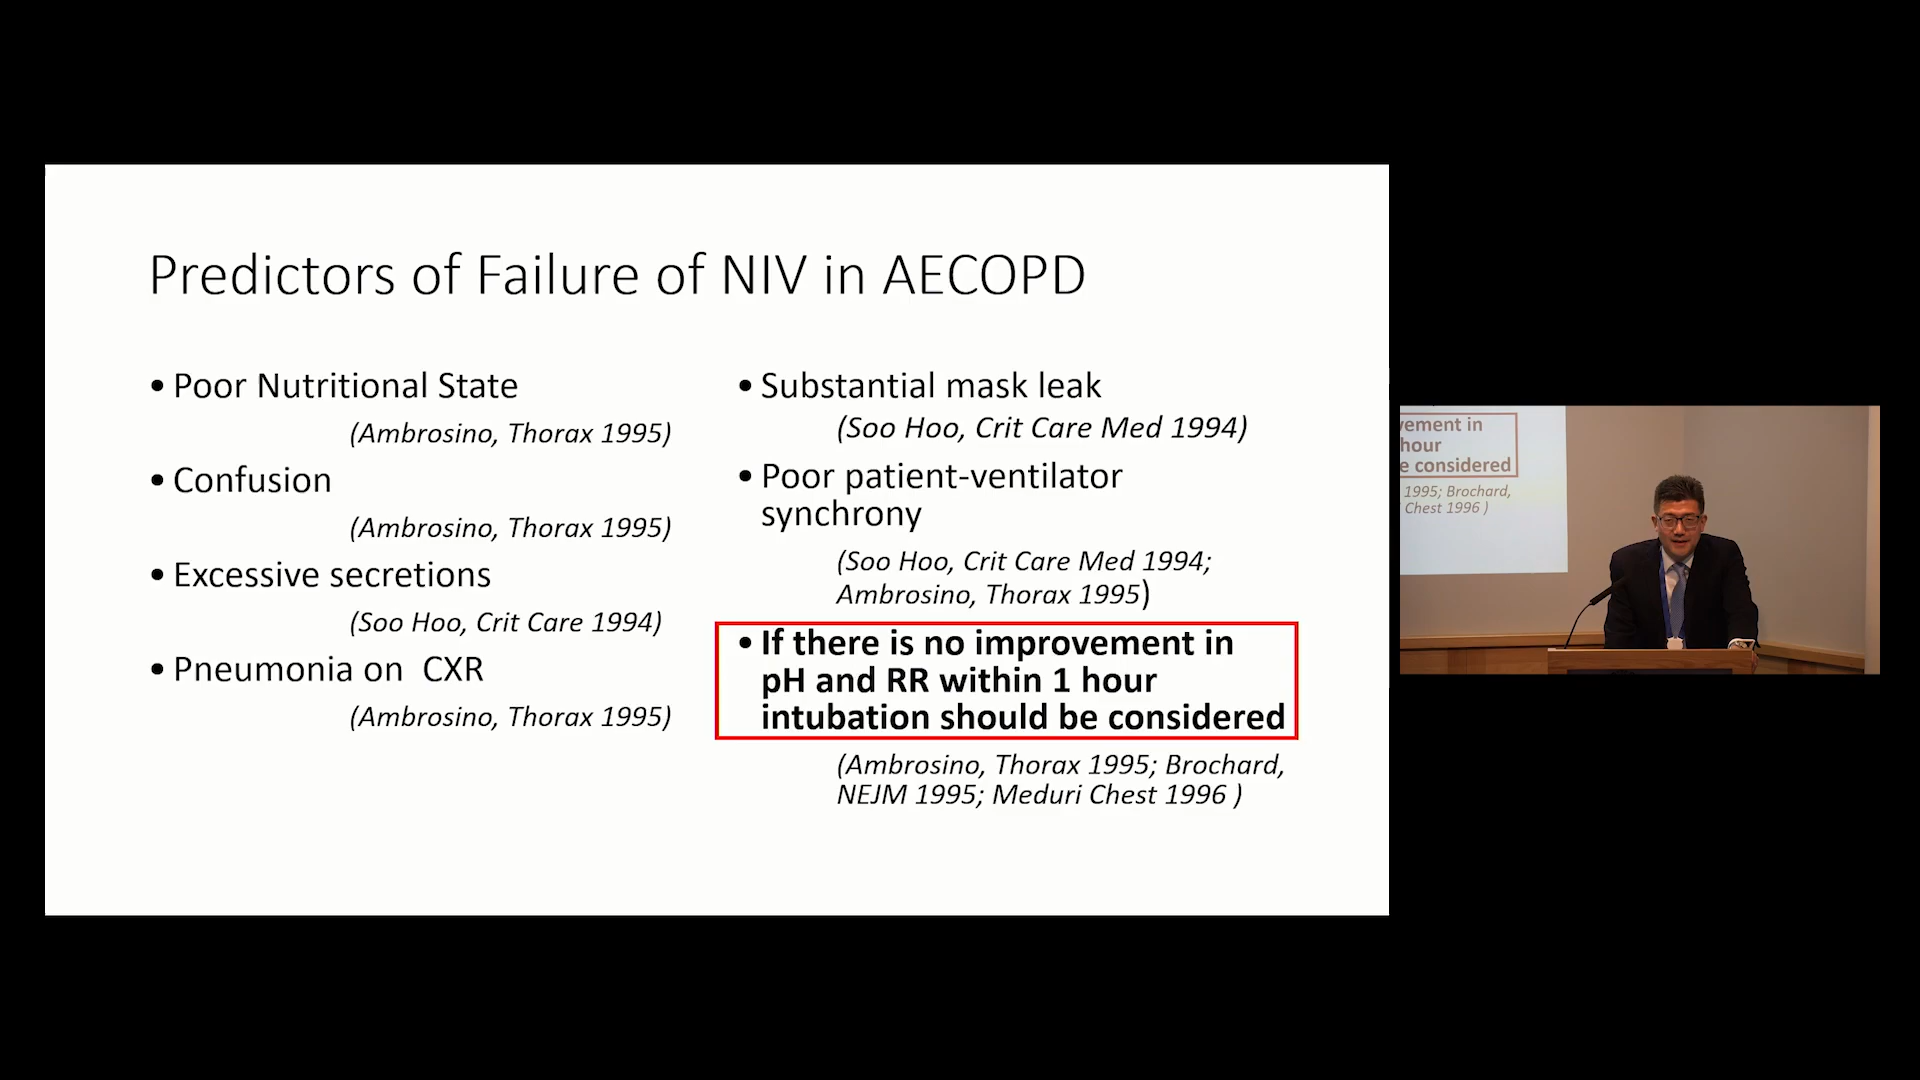 Predictors of Failure of NIV in AECOPD
• Poor Nutritional State
(Ambrosino, Thorax 1995)
• Confusion
(Ambrosino, Thorax 1995)
• Excessive secretions
(Soo Hoo, Crit Care 1994)
• Pneumonia on  CXR
(Ambrosino, Thorax 1995)
• Substantial mask leak
(Soo Hoo, Crit Care Med 1994)
• Poor patient-ventilator
synchrony
(Soo Hoo, Crit Care Med 1994;
Ambrosino, Thorax 1995)
• If there is no improvement in
pH and RR within 1 hour
intubation should be considered
(Ambrosino, Thorax 1995; Brochard,
NEJM 1995; Meduri Chest 1996 )
vement in
hour
e considered
1995; Brochard,
Chest 1996 )